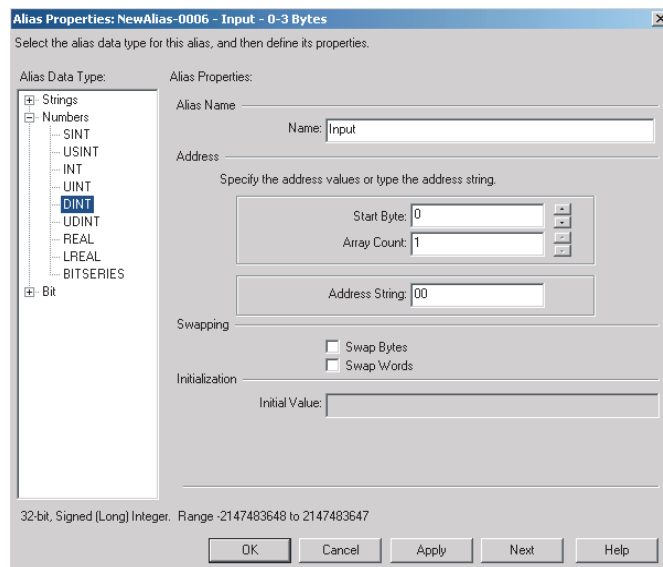 Alias Properties: NewAlias-0006 - Input - 0-3 Bytes
Select the alias data type for this alias, and then define its properties.
Alias Data Type:
Strings
Numbers
SINT
USINT
INT
UINT
DINT
UDINT
REAL
LREAL
BITSERIES
Bit
Alias Properties:
Alias Name
Name: Input
Address
Specify the address values or type the address string.
Start Byte: 0
Array Count: 1
Address String: 00
Swapping
Swap Bytes
Swap Words
Initialization
Initial Value:
32-bit, Signed (Long) Integer. Range -2147483648 to 2147483647
OK Cancel Apply Next Help